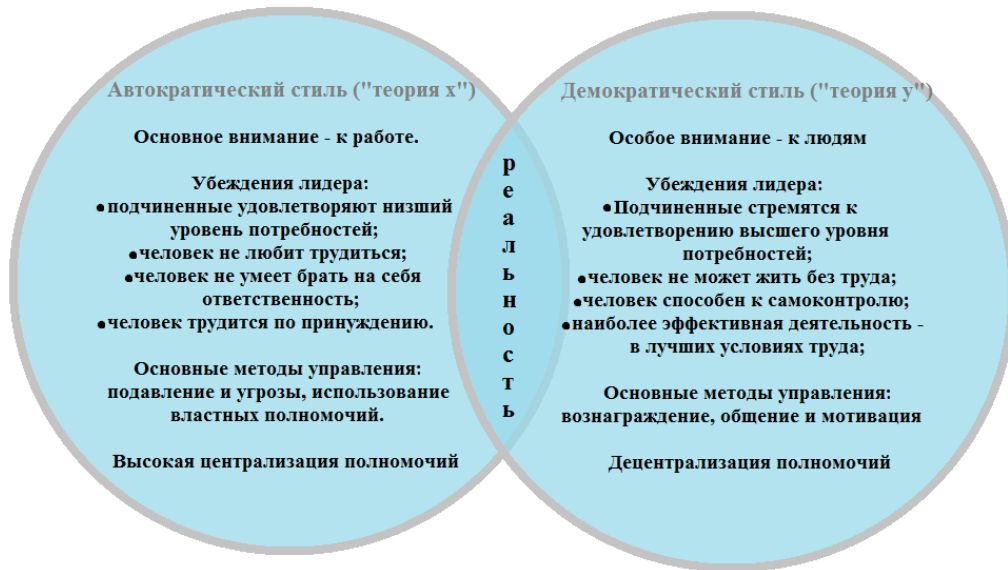 Автократический стиль ("теория х")
Основное внимание - к работе.
Убеждения лидера:
•подчиненные удовлетворяют низший
уровень потребностей;
•человек не любит трудиться;
•человек не умеет брать на себя
ответственность;
•человек трудится по принуждению.
Основные методы управления:
подавление и угрозы, использование
властных полномочий.
Высокая централизация полномочий
реальность
Демократический стиль ("теория у")
Особое внимание - к людям
Убеждения лидера:
•Подчиненные стремятся к
удовлетворению высшего уровня
потребностей;
•человек не может жить без труда;
•человек способен к самоконтролю;
•наиболее эффективная деятельность -
в лучших условиях труда;
Основные методы управления:
вознаграждение, общение и мотивация
Децентрализация полномочий